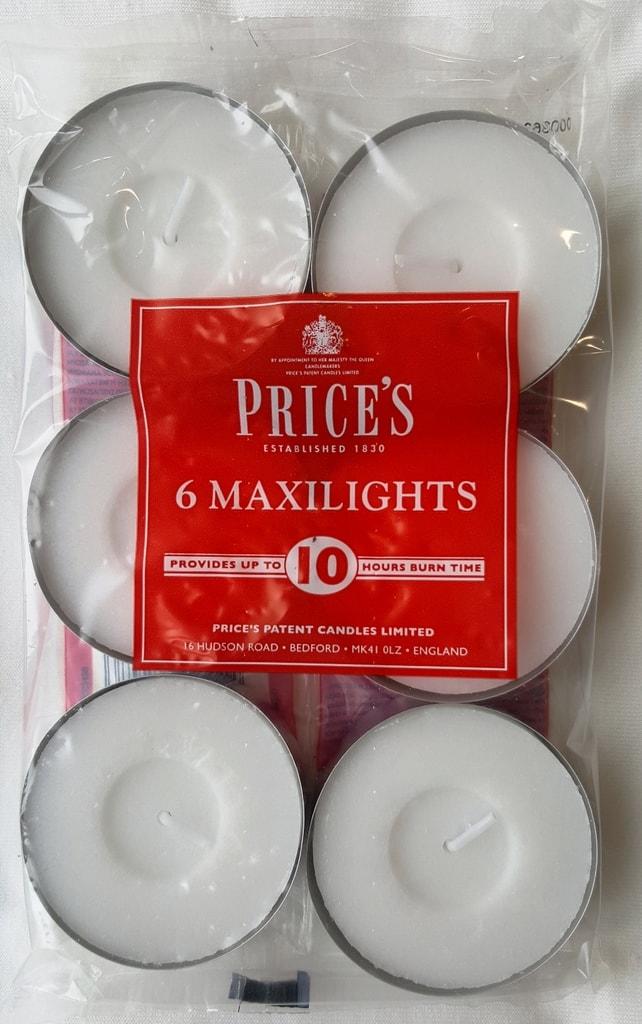 BY APPOINTMENT TO HER MAJESTY THE QUEEN
CANDLEMAKERS
PRICE'S PATENT CANDLES LIMITED
PRICE'S
ESTABLISHED 1830
6 MAXILIGHTS
PROVIDES UP TO 10 HOURS BURN TIME
PRICE'S PATENT CANDLES LIMITED
16 HUDSON ROAD • BEDFORD • MK41 0LZ • ENGLAND